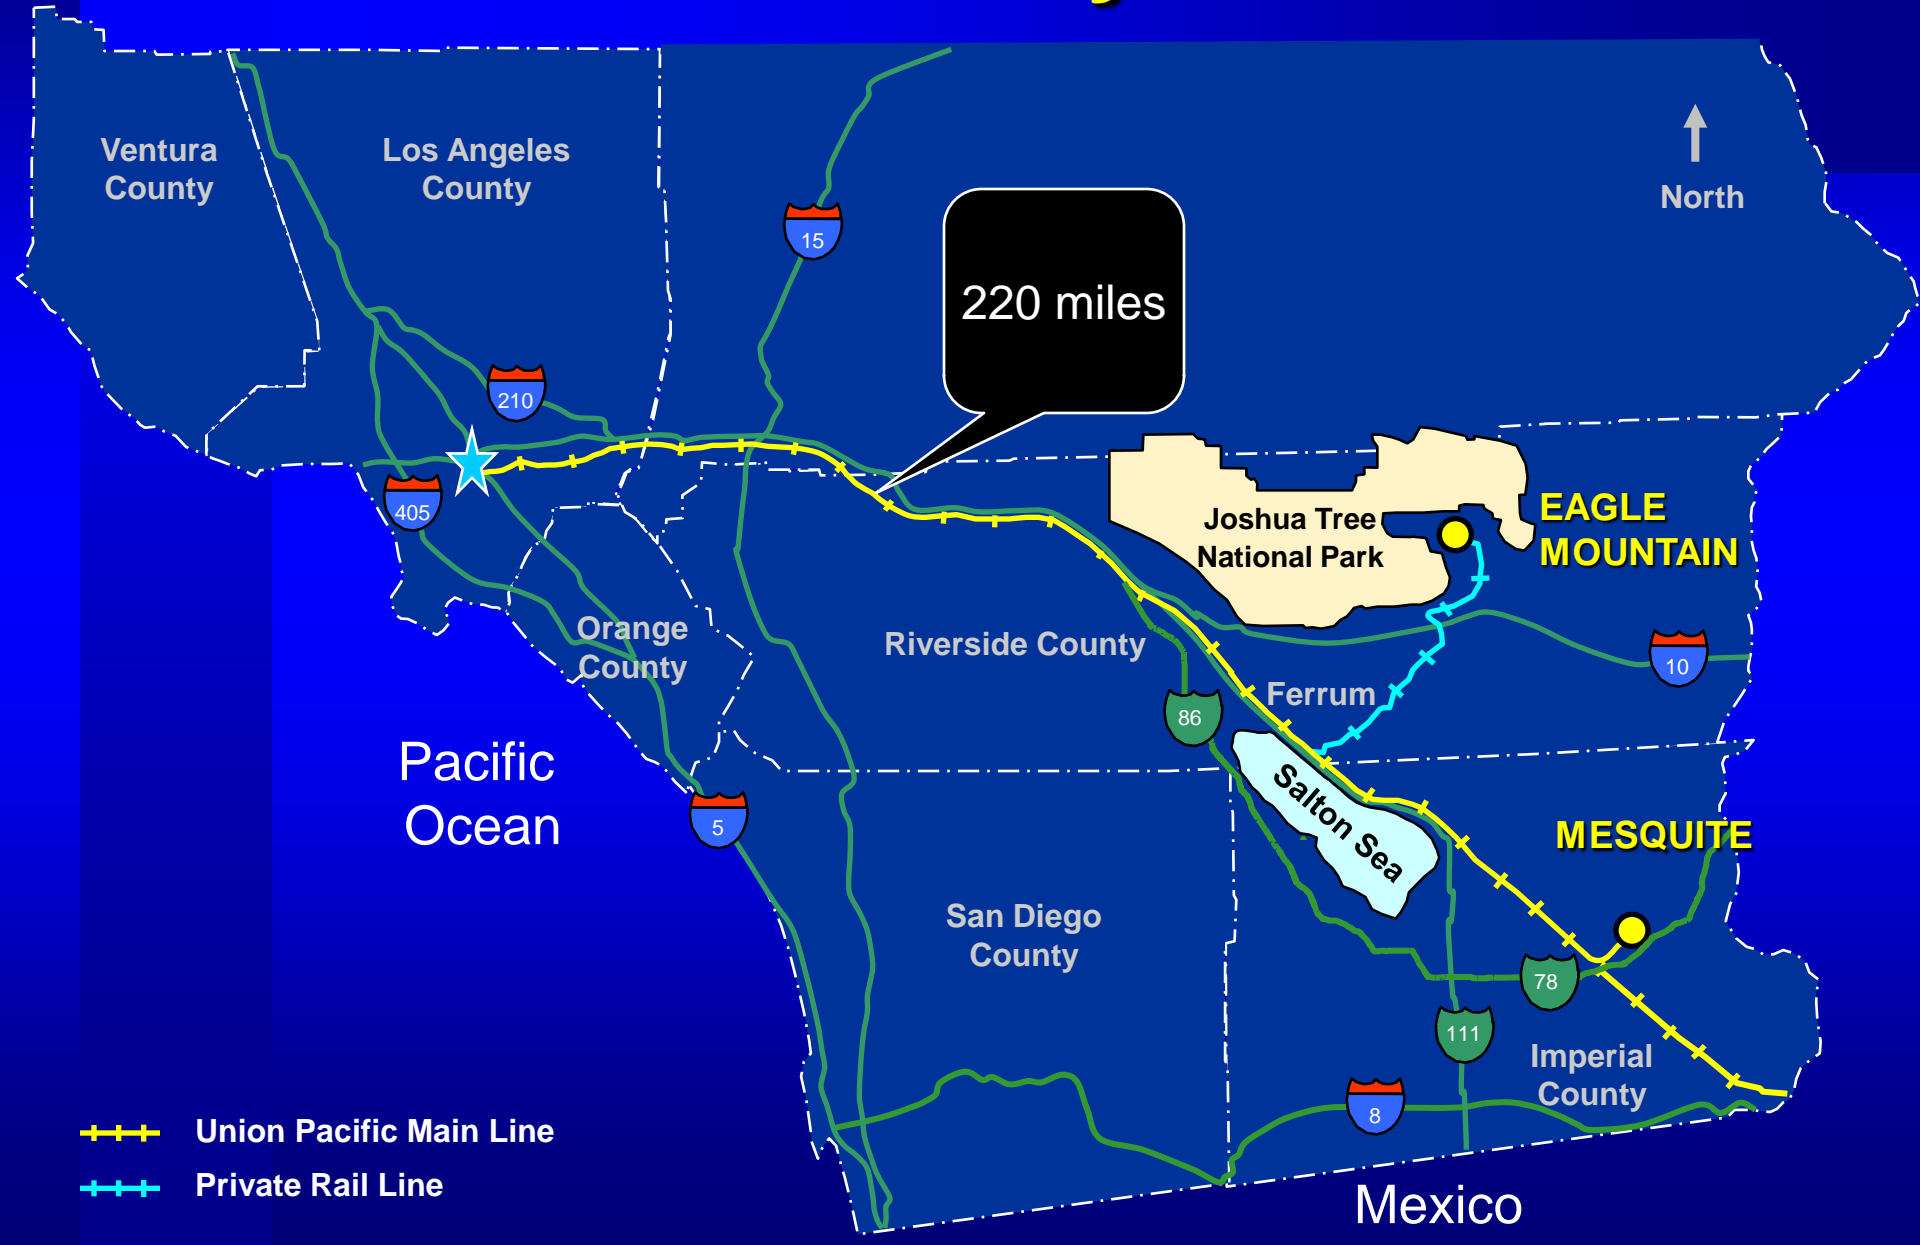 Ventura
County
Los Angeles
County
North
15
220 miles
210
405
Joshua Tree
National Park
EAGLE
MOUNTAIN
Orange
County
Riverside County
10
Ferrum
86
Pacific
Ocean
5
Salton Sea
MESQUITE
San Diego
County
78
111
Imperial
County
8
Union Pacific Main Line
Private Rail Line
Mexico